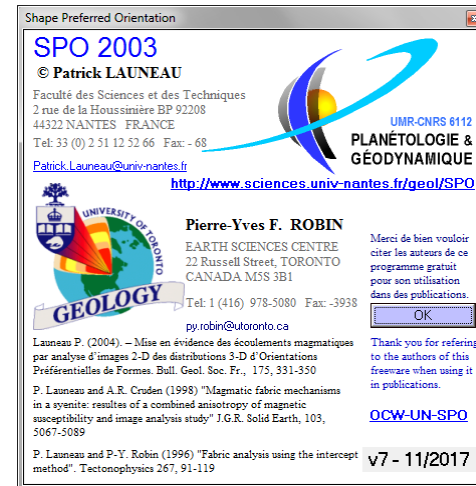 Shape Preferred Orientation
SPO 2003
© Patrick LAUNEAU
Faculté des Sciences et des Techniques
2 rue de la Houssinière BP 92208
44322 NANTES FRANCE
Tel: 33 (0) 2 51 12 52 66 Fax: - 68
Patrick.Launeau@univ-nantes.fr
UMR-CNRS 6112
PLANÉTOLOGIE &
GÉODYNAMIQUE
http://www.sciences.univ-nantes.fr/geol/SPO
UNIVERSITY OF TORONTO
GEOLOGY
Pierre-Yves F. ROBIN
EARTH SCIENCES CENTRE
22 Russell Street, TORONTO
CANADA M5S 3B1
Tel: 1 (416) 978-5080 Fax: -3938
py.robin@utoronto.ca
Merci de bien vouloir
citer les auteurs de ce
programme gratuit
pour son utilisation
dans des publications.
OK
Thank you for refering
to the authors of this
freeware when using it
in publications.
OCW-UN-SPO
Launeau P. (2004). – Mise en évidence des écoulements magmatiques
par analyse d'images 2-D des distributions 3-D d'Orientations
Préférentielles de Formes. Bull. Geol. Soc. Fr., 175, 331-350
P. Launeau and A.R. Cruden (1998) "Magmatic fabric mechanisms
in a syenite: resultes of a combined anisotropy of magnetic
susceptibility and image analysis study" J.G.R. Solid Earth, 103,
5067-5089
P. Launeau and P-Y. Robin (1996) "Fabric analysis using the intercept
method". Tectonophysics 267, 91-119
v7 - 11/2017